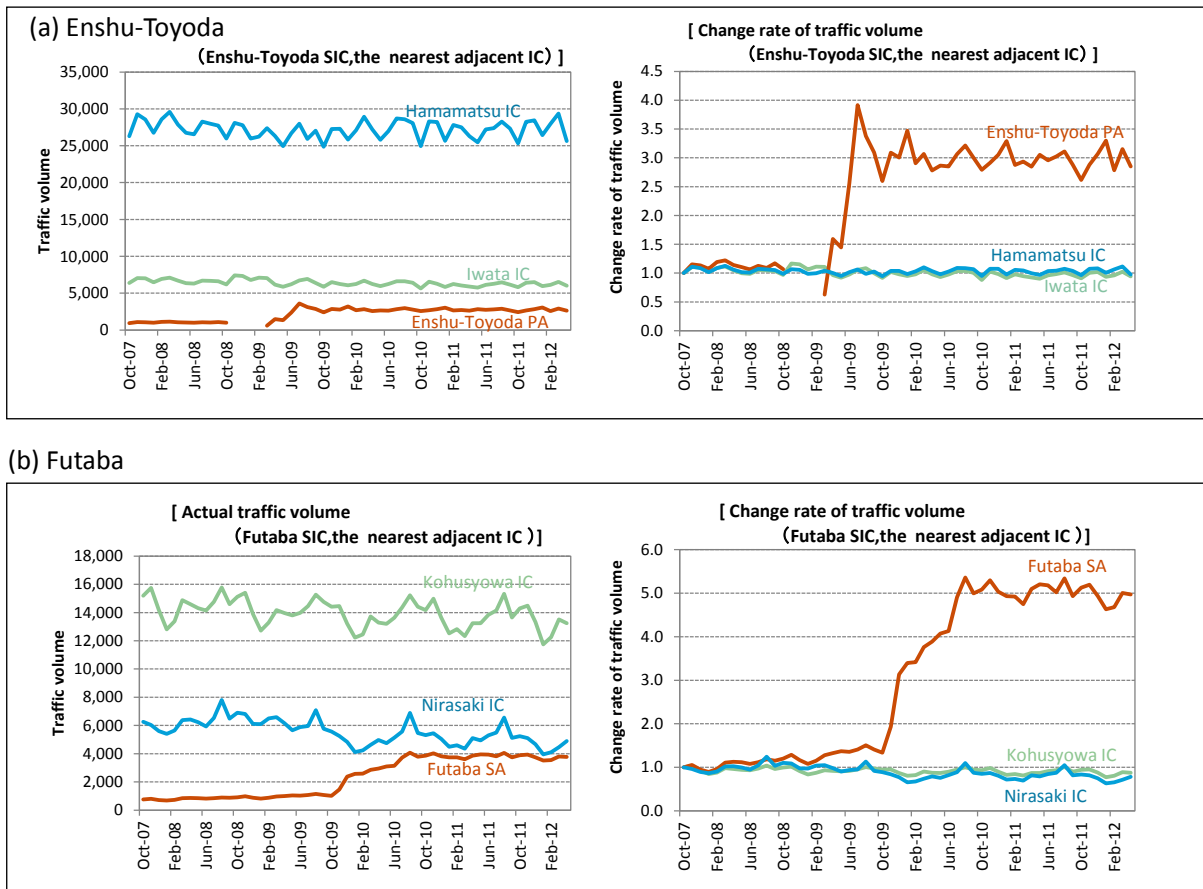 (a) Enshu-Toyoda
（Enshu-Toyoda SIC,the nearest adjacent IC）]
35,000
30,000
25,000
20,000
15,000
10,000
5,000
0
Traffic volume
Hamamatsu IC
Iwata IC
Enshu-Toyoda PA
Oct-07
Feb-08
Jun-08
Oct-08
Feb-09
Jun-09
Oct-09
Feb-10
Jun-10
Oct-10
Feb-11
Jun-11
Oct-11
Feb-12
[ Change rate of traffic volume
（Enshu-Toyoda SIC,the nearest adjacent IC）]
4.5
4.0
3.5
3.0
2.5
2.0
1.5
1.0
0.5
0.0
Change rate of traffic volume
Enshu-Toyoda PA
Hamamatsu IC
Iwata IC
Oct-07
Feb-08
Jun-08
Oct-08
Feb-09
Jun-09
Oct-09
Feb-10
Jun-10
Oct-10
Feb-11
Jun-11
Oct-11
Feb-12
(b) Futaba
[ Actual traffic volume
（Futaba SIC,the nearest adjacent IC ）]
18,000
16,000
14,000
12,000
10,000
8,000
6,000
4,000
2,000
0
Traffic volume
Kohusyowa IC
Nirasaki IC
Futaba SA
Oct-07
Feb-08
Jun-08
Oct-08
Feb-09
Jun-09
Oct-09
Feb-10
Jun-10
Oct-10
Feb-11
Jun-11
Oct-11
Feb-12
[ Change rate of traffic volume
（Futaba SIC,the nearest adjacent IC ）]
6.0
5.0
4.0
3.0
2.0
1.0
0.0
Change rate of traffic volume
Futaba SA
Kohusyowa IC
Nirasaki IC
Oct-07
Feb-08
Jun-08
Oct-08
Feb-09
Jun-09
Oct-09
Feb-10
Jun-10
Oct-10
Feb-11
Jun-11
Oct-11
Feb-12